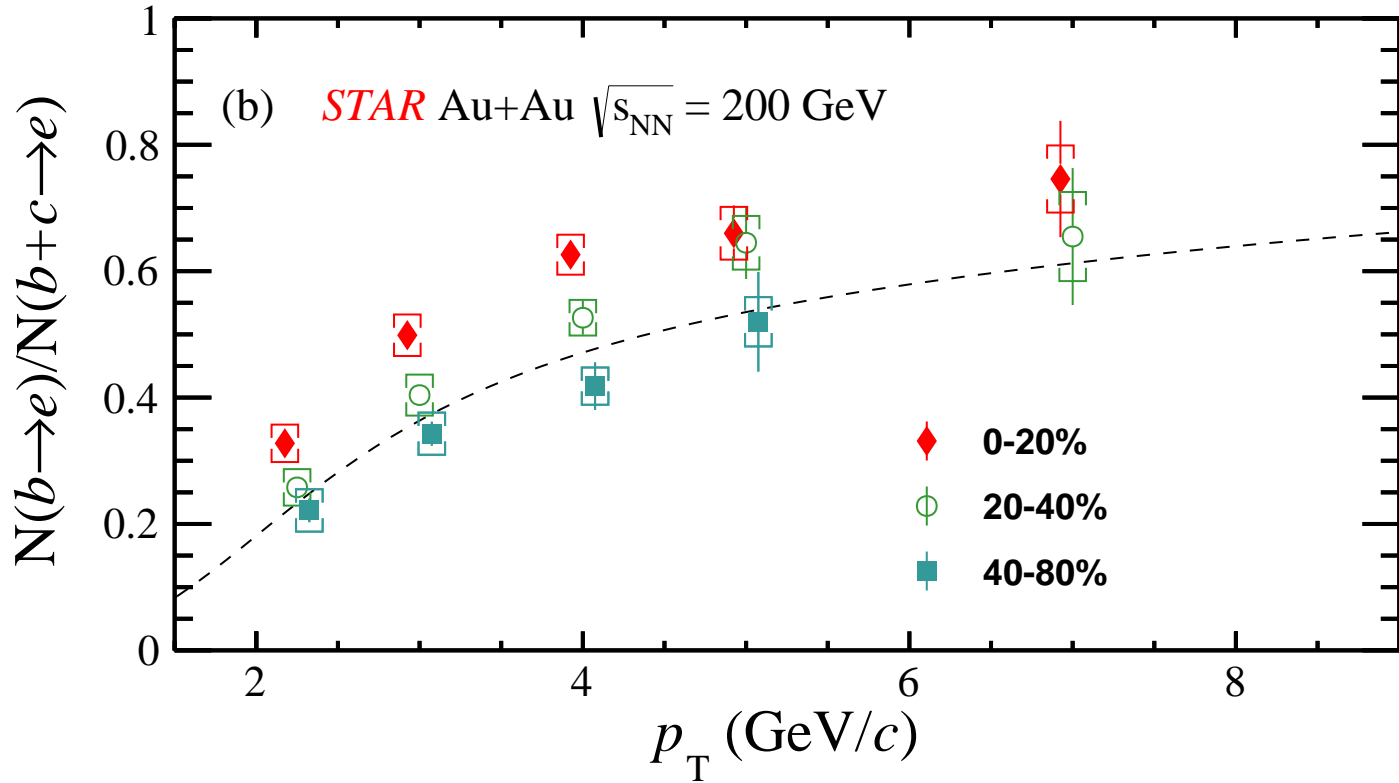 N(b→e)/N(b+c→e)
1
0.8
0.6
0.4
0.2
0
(b) STAR Au+Au √sNN = 200 GeV
0-20%
20-40%
40-80%
2 4 6 8
pT (GeV/c)